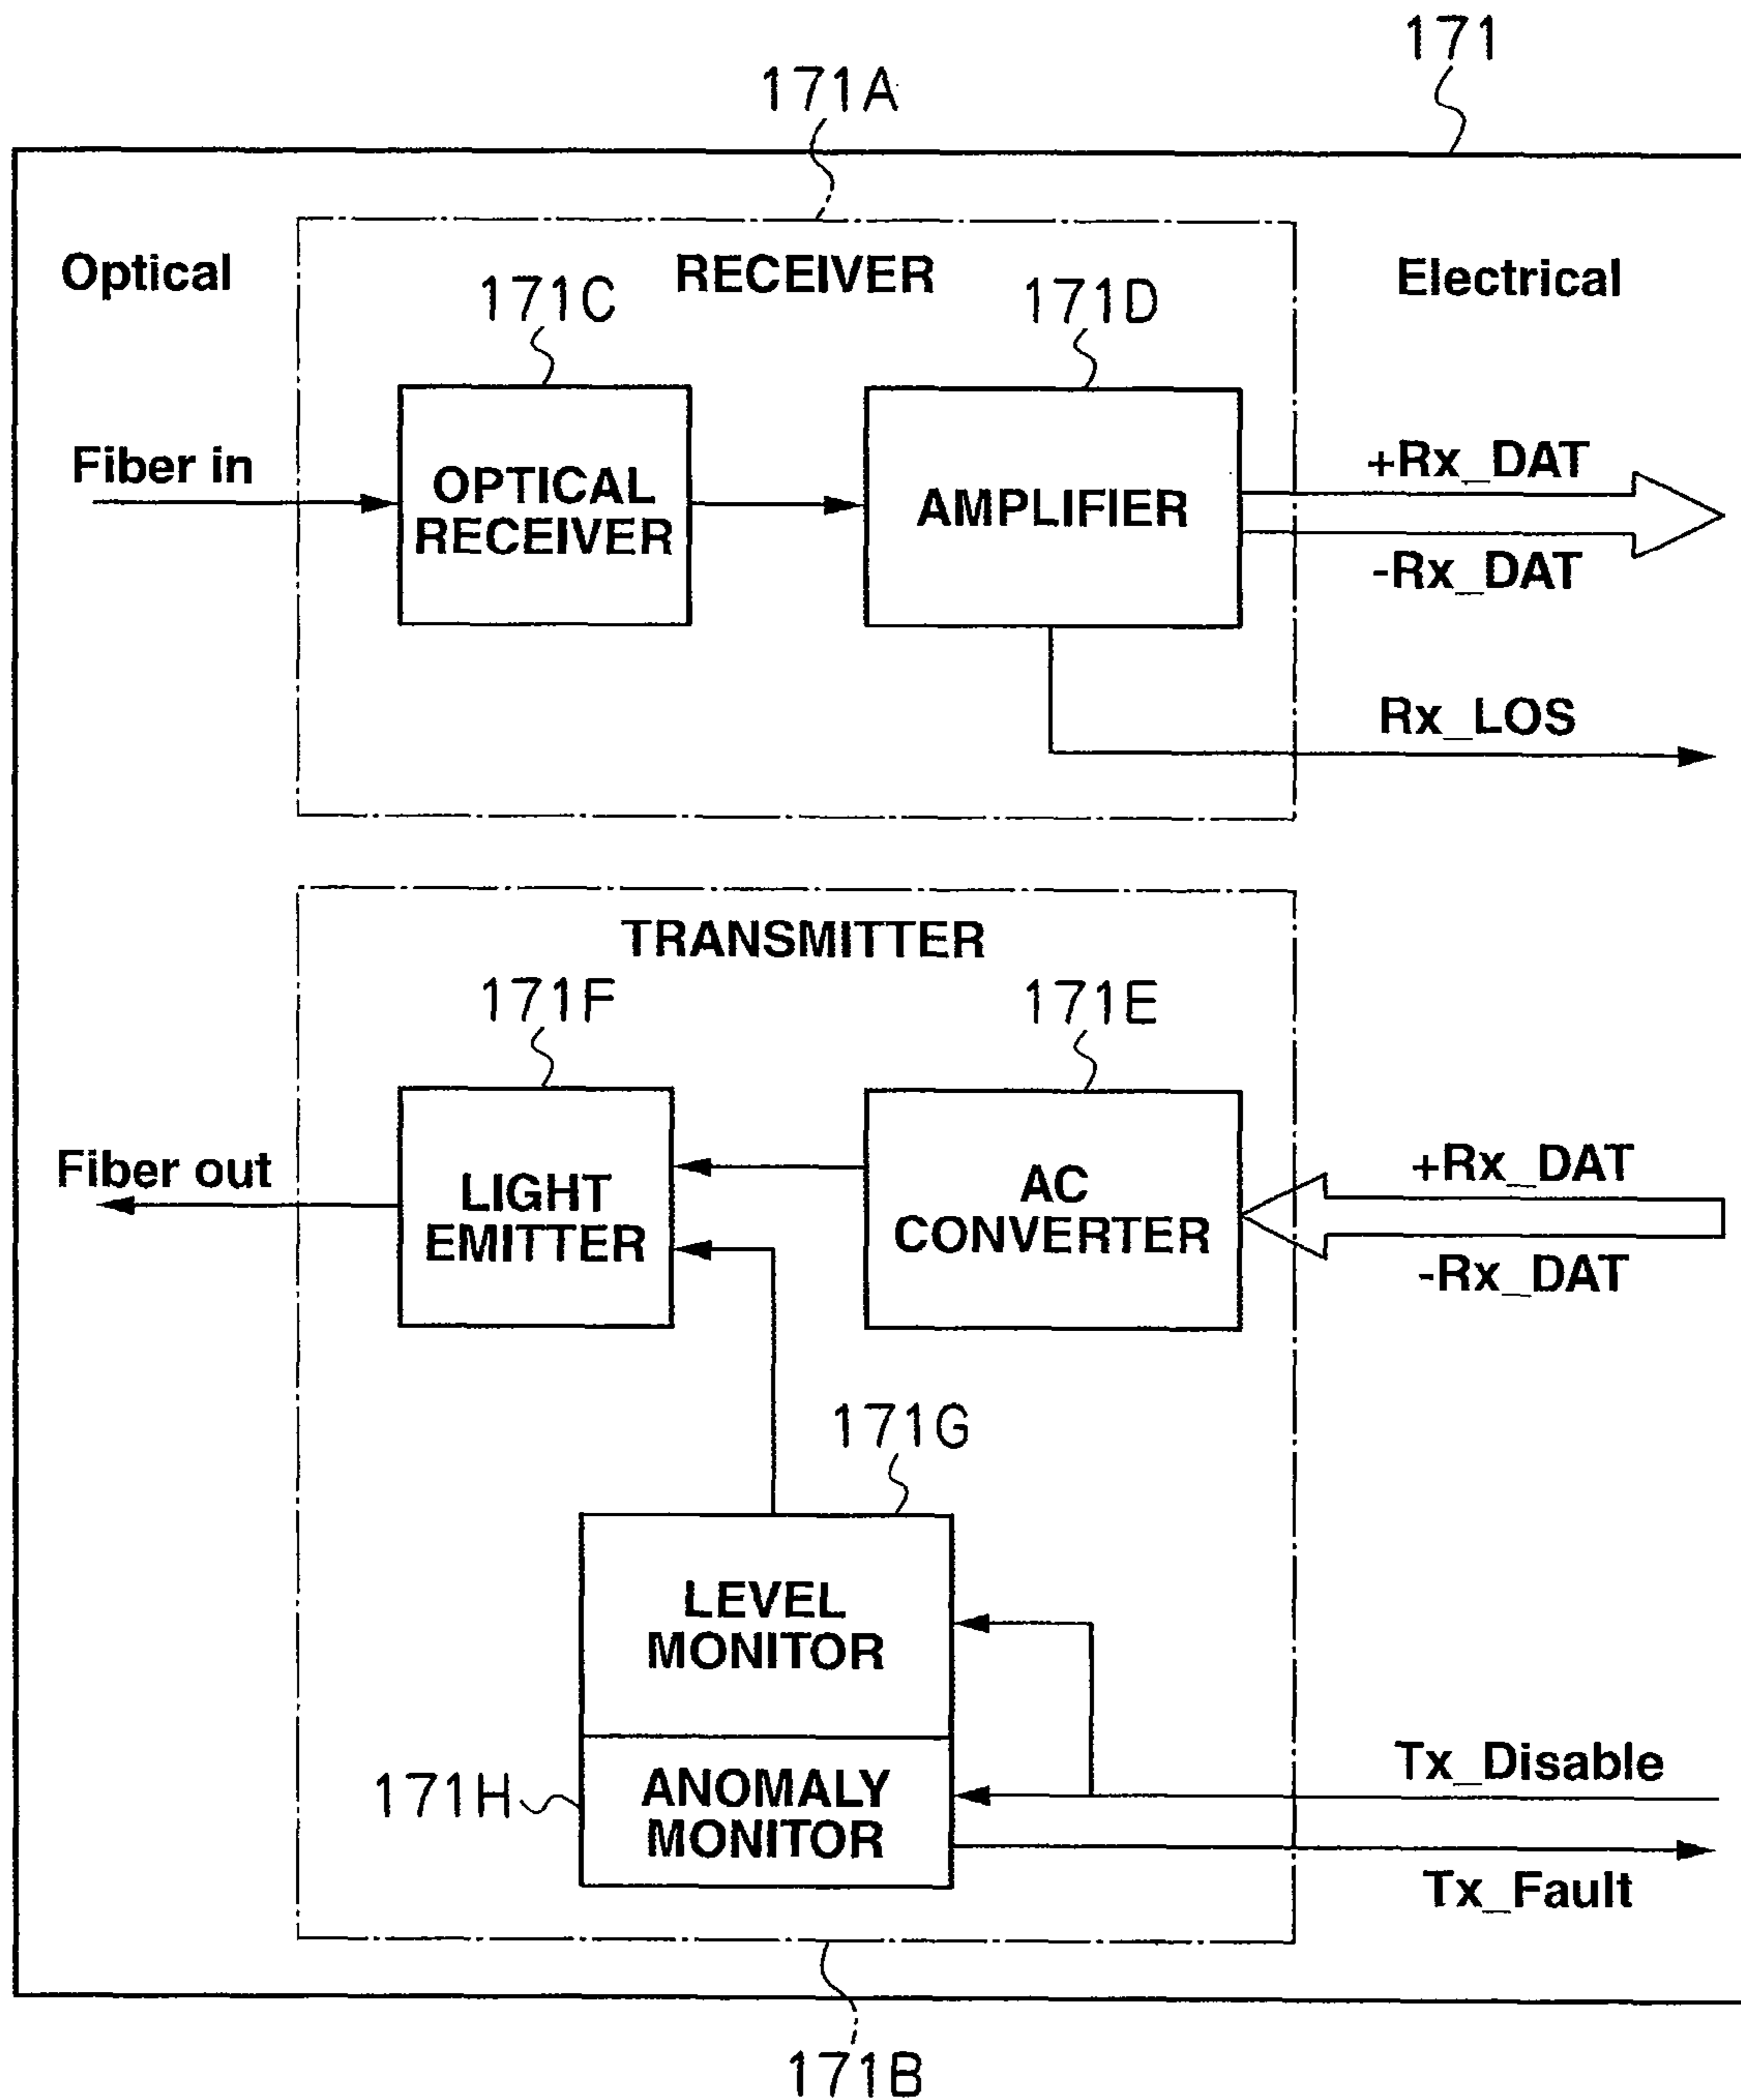 171
171A
Optical
RECEIVER
Electrical
171C
171D
Fiber in
OPTICAL
RECEIVER
AMPLIFIER
+Rx_DAT
-Rx_DAT
Rx_LOS
TRANSMITTER
171F
171E
Fiber out
LIGHT
EMITTER
AC
CONVERTER
+Rx_DAT
-Rx_DAT
171G
LEVEL
MONITOR
171H
ANOMALY
MONITOR
Tx_Disable
Tx_Fault
171B